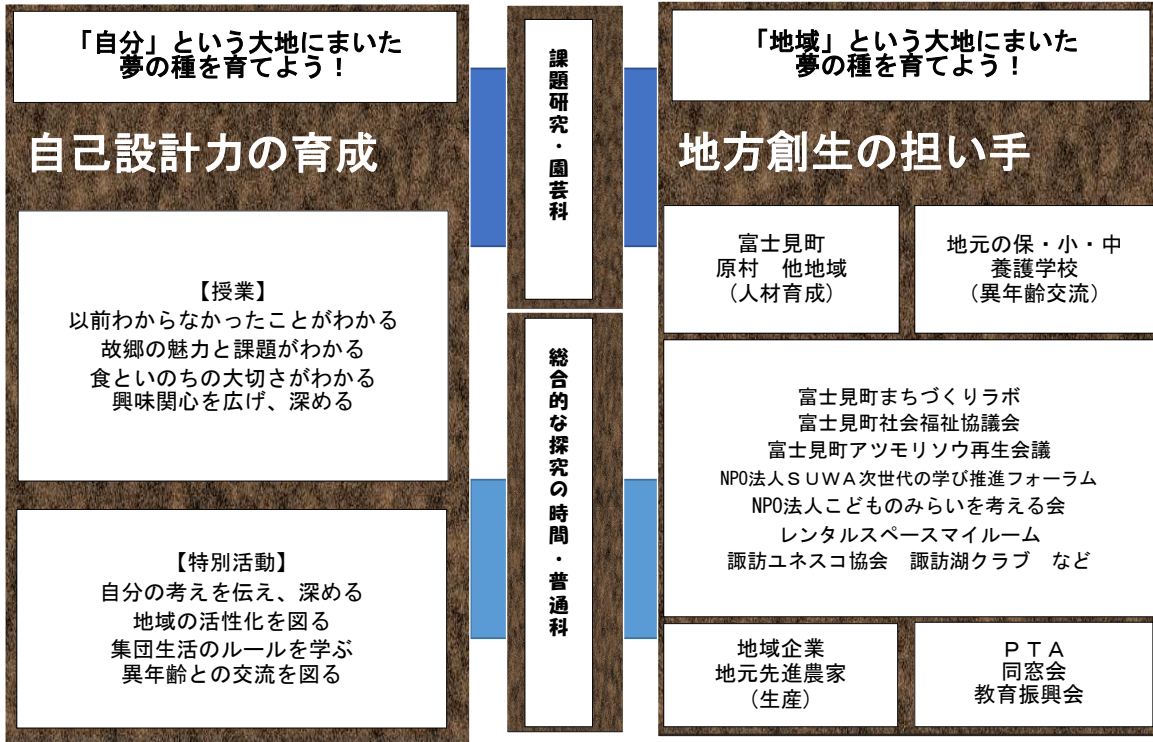 「自分」という大地にまいた
夢の種を育てよう！
自己設計力の育成
【授業】
以前わからなかったことがわかる
故郷の魅力と課題がわかる
食といのちの大切さがわかる
興味関心を広げ、深める
【特別活動】
自分の考えを伝え、深める
地域の活性化を図る
集団生活のルールを学ぶ
異年齢との交流を図る
課題研究・園芸科
総合的な探究の時間・普通科
「地域」という大地にまいた
夢の種を育てよう！
地方創生の担い手
富士見町
原村　他地域
（人材育成）
地元の保・小・中
養護学校
（異年齢交流）
富士見町まちづくりラボ
富士見町社会福祉協議会
富士見町アツモリソウ再生会議
NPO法人ＳＵＷＡ次世代の学び推進フォーラム
NPO法人こどものみらいを考える会
レンタルスペースマイルーム
諏訪ユネスコ協会　諏訪湖クラブ　など
地域企業
地元先進農家
（生産）
ＰＴＡ
同窓会
教育振興会